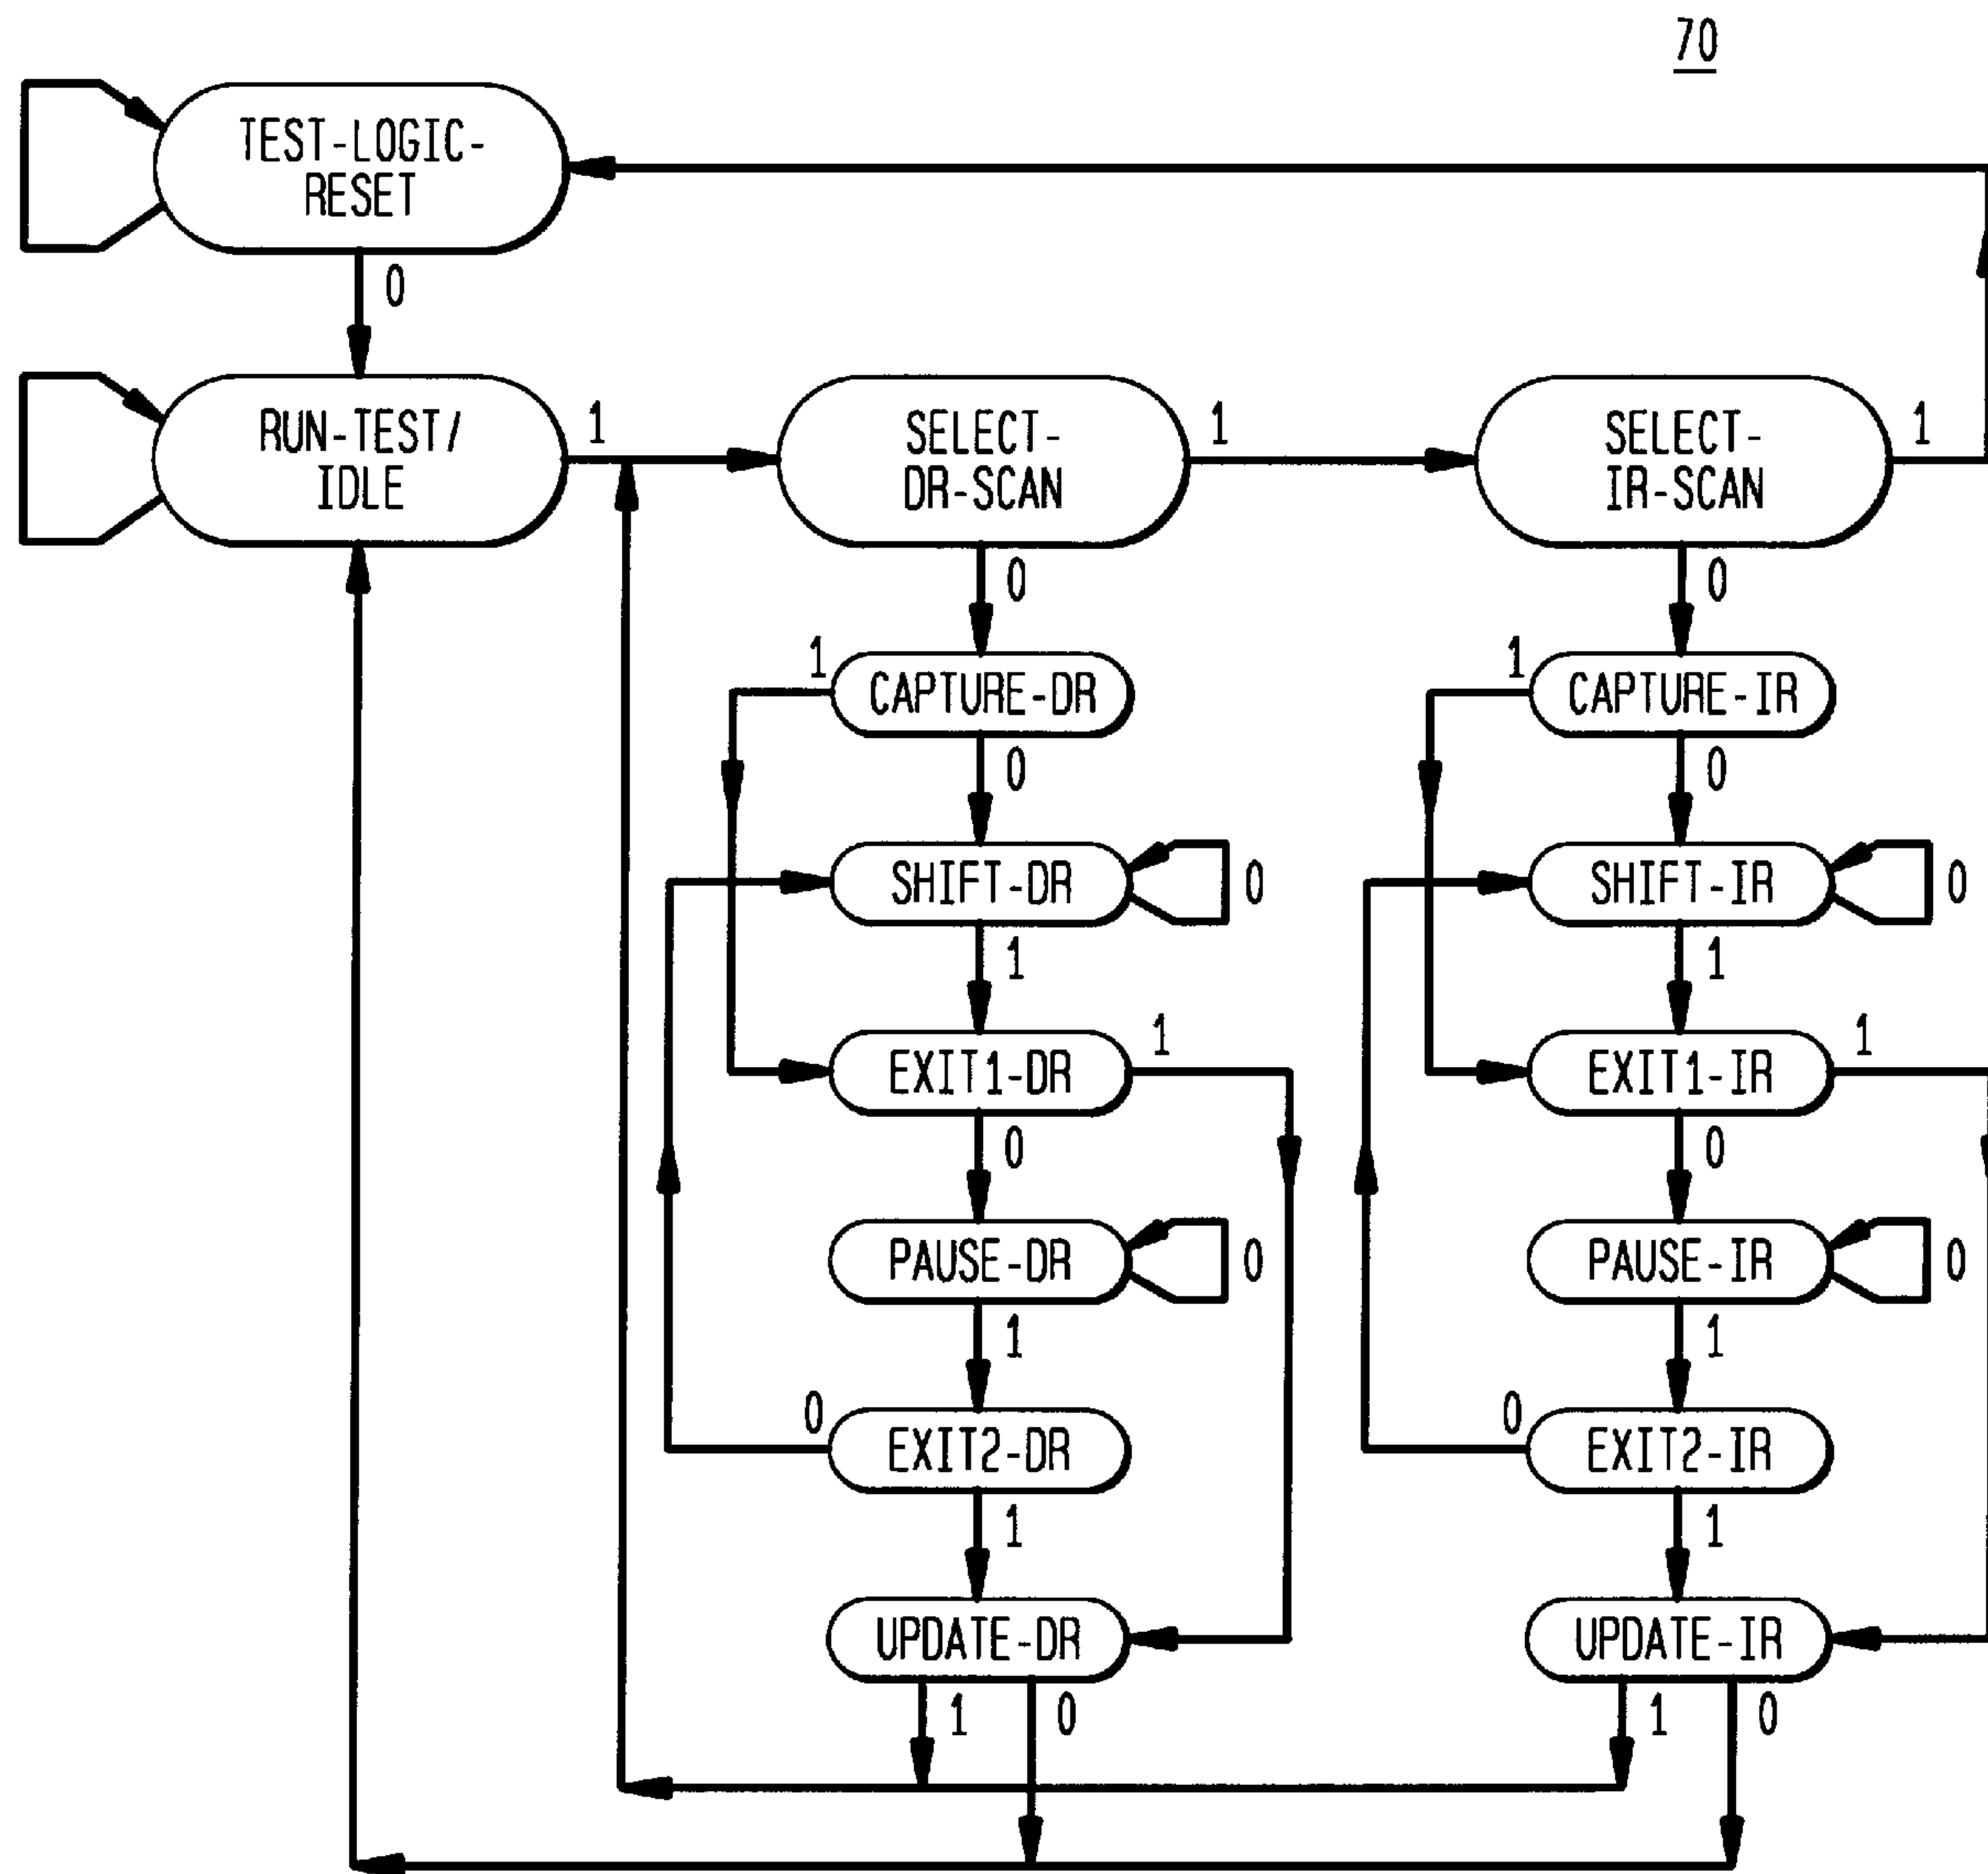 70
TEST-LOGIC-
RESET
0
RUN-TEST/
IDLE
1
SELECT-
DR-SCAN
1
SELECT-
IR-SCAN
1
0
0
1
CAPTURE-DR
1
CAPTURE-IR
0
0
SHIFT-DR
0
SHIFT-IR
0
1
1
EXIT1-DR
1
EXIT1-IR
1
0
0
PAUSE-DR
0
PAUSE-IR
0
1
1
0
EXIT2-DR
0
EXIT2-IR
1
1
UPDATE-DR
UPDATE-IR
1
0
1
0